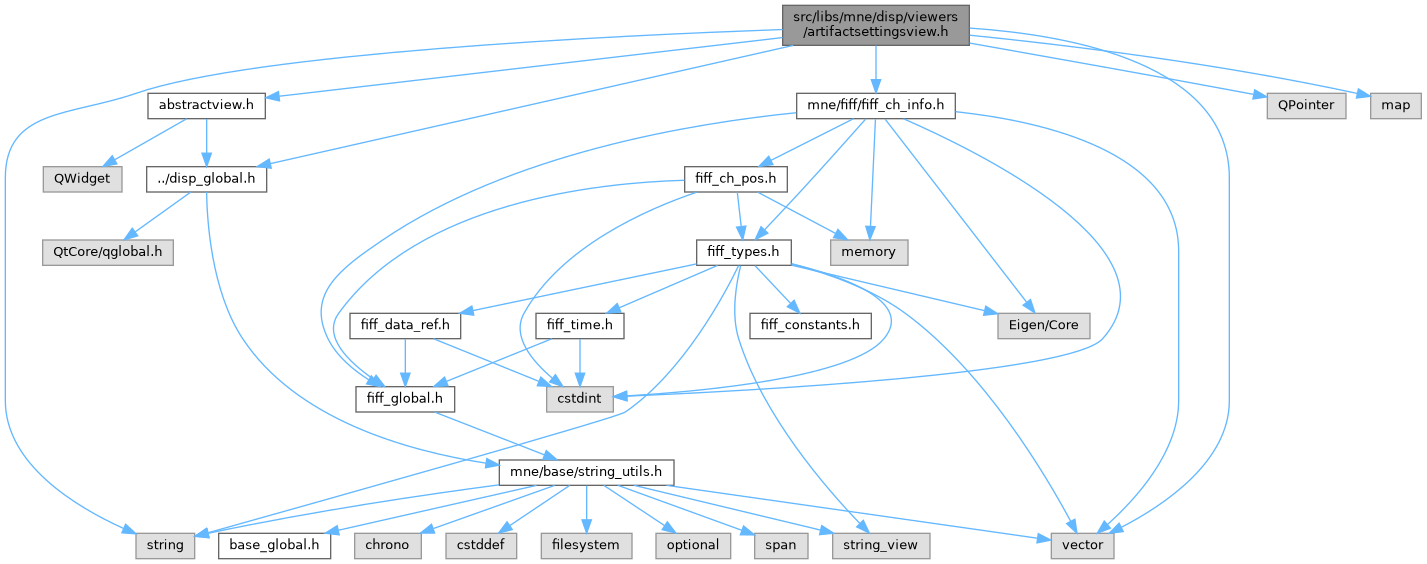 src/libs/mne/disp/viewers
/artifactsettingsview.h
abstractview.h
mne/fiff/fiff_ch_info.h
QPointer
map
QWidget
../disp_global.h
fiff_ch_pos.h
QtCore/qglobal.h
fiff_types.h
memory
fiff_data_ref.h
fiff_time.h
fiff_constants.h
Eigen/Core
fiff_global.h
cstdint
mne/base/string_utils.h
string
base_global.h
chrono
cstddef
filesystem
optional
span
string_view
vector